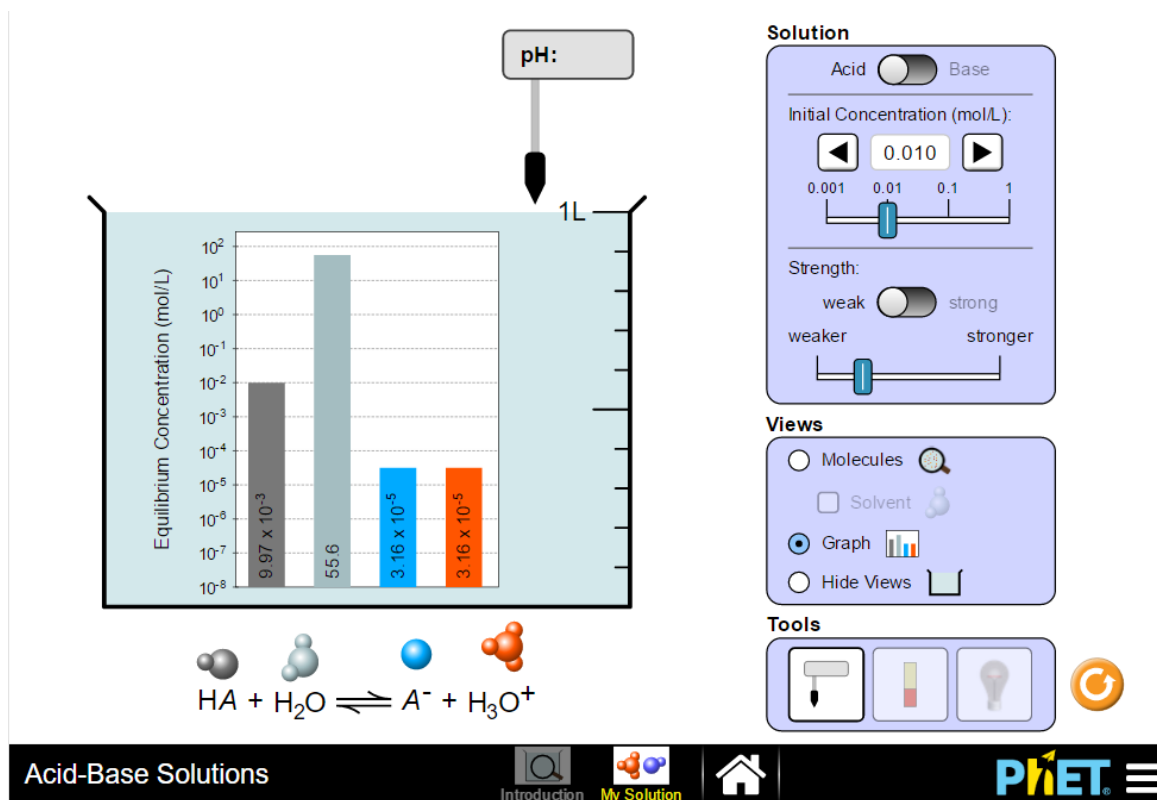 pH:
1L
Equilibrium Concentration (mol/L)
10²
10¹
10⁰
10⁻¹
10⁻²
10⁻³
10⁻⁴
10⁻⁵
10⁻⁶
10⁻⁷
10⁻⁸
9.97 x 10⁻³
55.6
3.16 x 10⁻⁵
3.16 x 10⁻⁵
HA + H₂O ⇌ A⁻ + H₃O⁺
Solution
Acid Base
Initial Concentration (mol/L):
0.010
0.001 0.01 0.1 1
Strength:
weak strong
weaker stronger
Views
Molecules
Solvent
Graph
Hide Views
Tools
Acid-Base Solutions
Introduction
My Solution
PhET